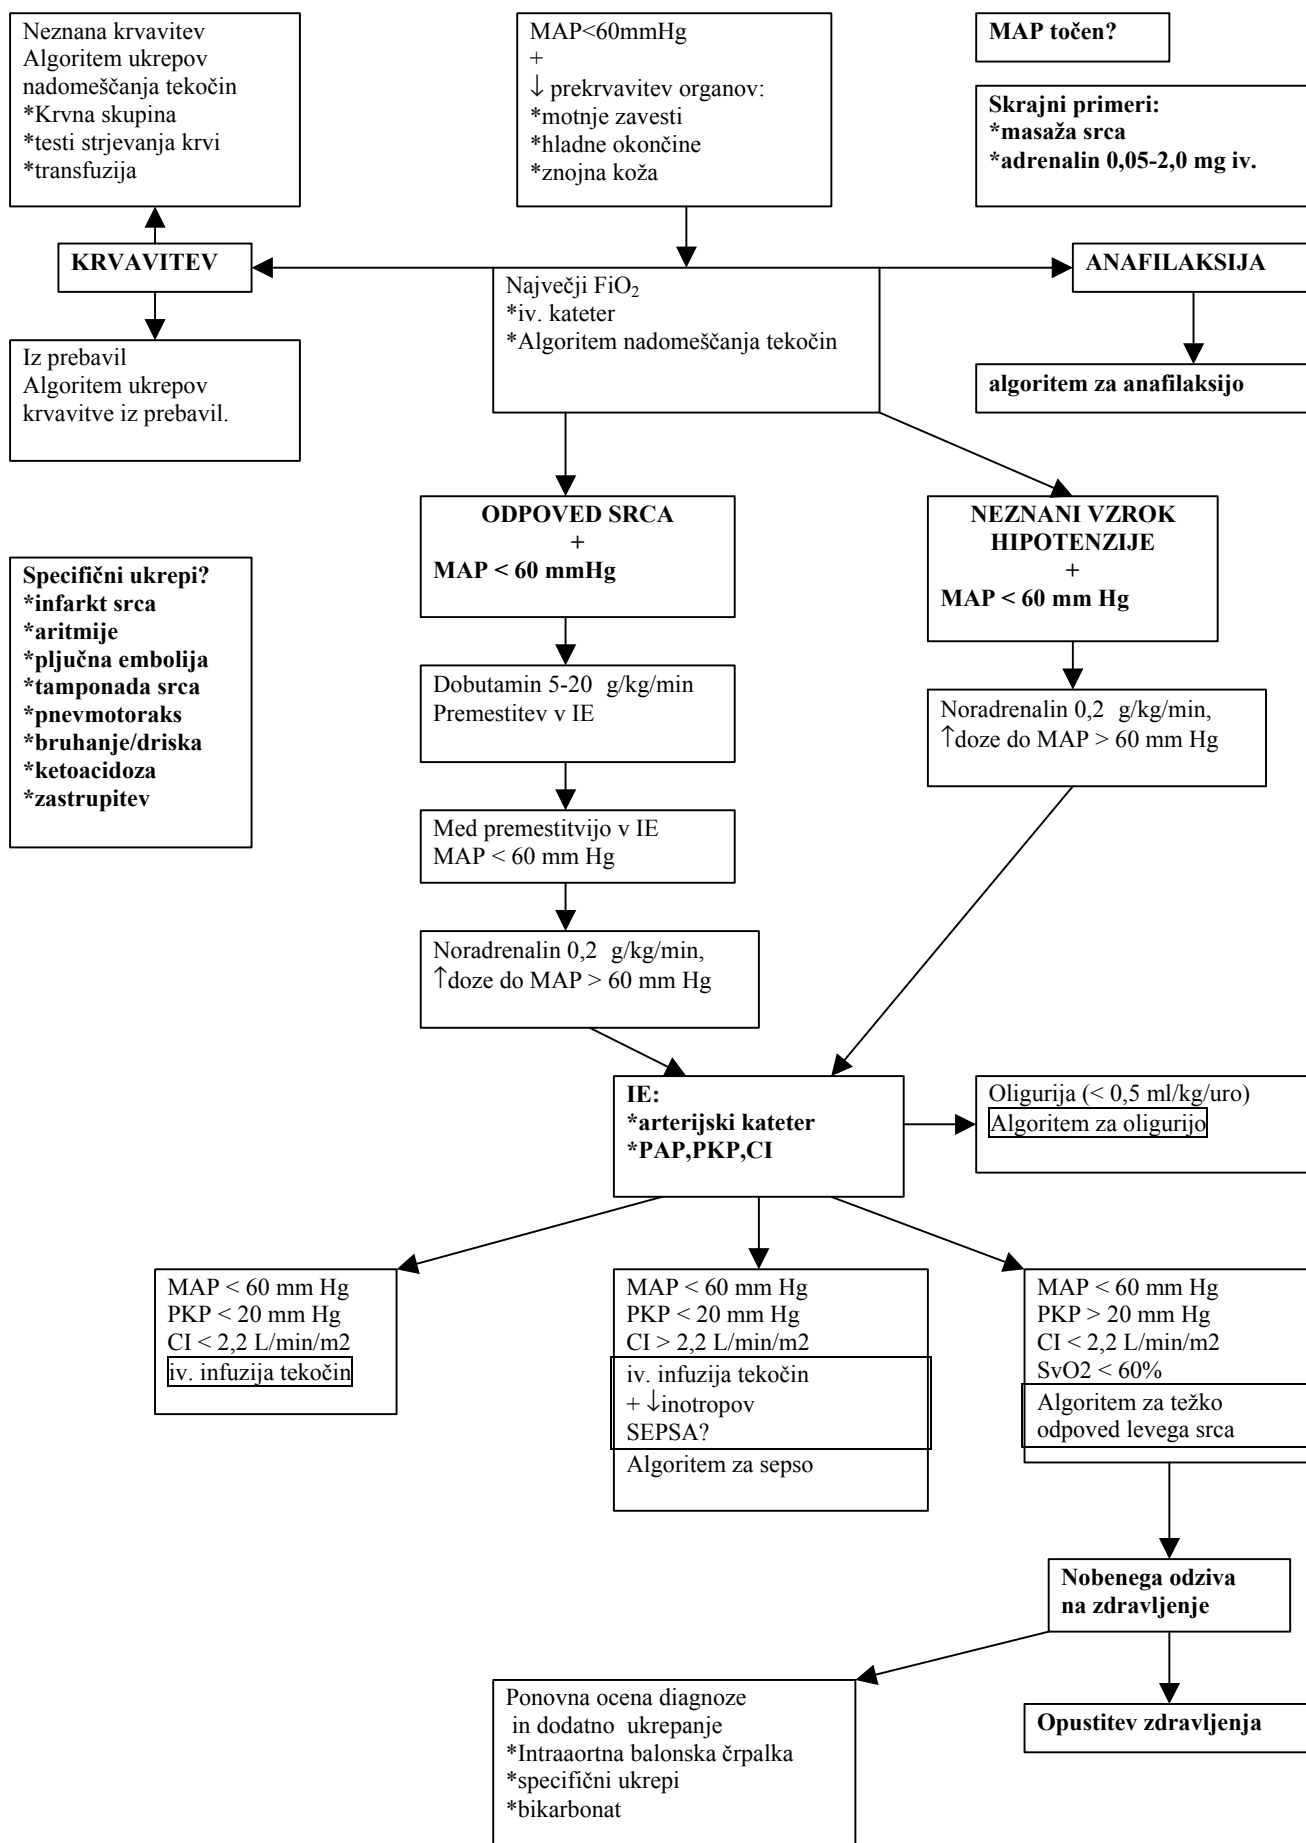 Neznana krvavitev
Algoritem ukrepov
nadomeščanja tekočin
*Krvna skupina
*testi strjevanja krvi
*transfuzija
MAP<60mmHg
+
↓ prekrvavitev organov:
*motnje zavesti
*hladne okončine
*znojna koža
MAP točen?
Skrajni primeri:
*masaža srca
*adrenalin 0,05-2,0 mg iv.
KRVAVITEV
Največji FiO2
*iv. kateter
*Algoritem nadomeščanja tekočin
ANAFILAKSIJA
Iz prebavil
Algoritem ukrepov
krvavitve iz prebavil.
algoritem za anafilaksijo
ODPOVED SRCA
+
MAP < 60 mmHg
NEZNANI VZROK
HIPOTENZIJE
+
MAP < 60 mm Hg
Specifični ukrepi?
*infarkt srca
*aritmije
*pljučna embolija
*tamponada srca
*pnevmotoraks
*bruhanje/driska
*ketoacidoza
*zastrupitev
Dobutamin 5-20 g/kg/min
Premestitev v IE
Noradrenalin 0,2 g/kg/min,
↑doze do MAP > 60 mm Hg
Med premestitvijo v IE
MAP < 60 mm Hg
Noradrenalin 0,2 g/kg/min,
↑doze do MAP > 60 mm Hg
IE:
*arterijski kateter
*PAP,PKP,CI
Oligurija (< 0,5 ml/kg/uro)
Algoritem za oligurijo
MAP < 60 mm Hg
PKP < 20 mm Hg
CI < 2,2 L/min/m2
iv. infuzija tekočin
MAP < 60 mm Hg
PKP < 20 mm Hg
CI > 2,2 L/min/m2
iv. infuzija tekočin
+ ↓inotropov
SEPSA?
Algoritem za sepso
MAP < 60 mm Hg
PKP > 20 mm Hg
CI < 2,2 L/min/m2
SvO2 < 60%
Algoritem za težko
odpoved levega srca
Nobenega odziva
na zdravljenje
Ponovna ocena diagnoze
in dodatno ukrepanje
*Intraaortna balonska črpalka
*specifični ukrepi
*bikarbonat
Opustitev zdravljenja